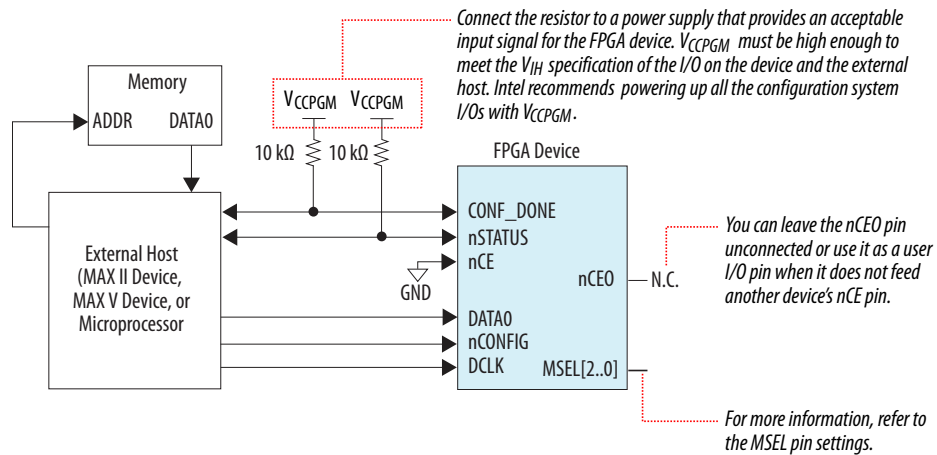 Connect the resistor to a power supply that provides an acceptable
input signal for the FPGA device. VCCPGM must be high enough to
meet the VIH specification of the I/O on the device and the external
host. Intel recommends powering up all the configuration system
I/Os with VCCPGM.
Memory
ADDR DATA0
VCCPGM VCCPGM
10 kΩ 10 kΩ
FPGA Device
CONF_DONE
nSTATUS
nCE
GND
nCEO
N.C.
You can leave the nCEO pin
unconnected or use it as a user
I/O pin when it does not feed
another device's nCE pin.
External Host
(MAX II Device,
MAX V Device, or
Microprocessor
DATA0
nCONFIG
DCLK
MSEL[2..0]
For more information, refer to
the MSEL pin settings.